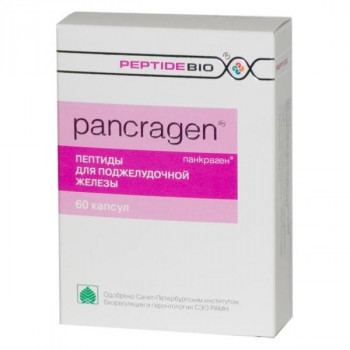 PEPTIDEBIO
pancragen®
панкраген®
ПЕПТИДЫ
ДЛЯ ПОДЖЕЛУДОЧНОЙ
ЖЕЛЕЗЫ
60 капсул
Одобрено Санкт-Петербургским институтом
биорегуляции и геронтологии СЗО РАМН